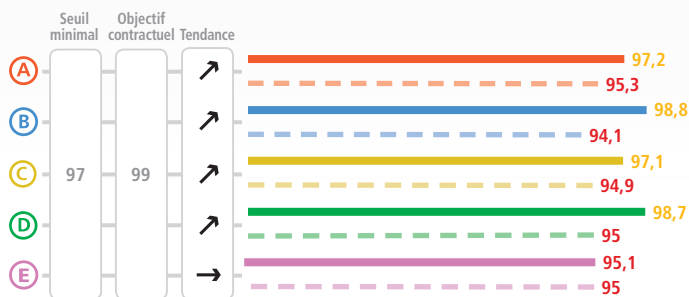 Seuil minimal
Objectif contractuel
Tendance
A
97,2
95,3
B
98,8
94,1
C
97
99
97,1
94,9
D
98,7
95
E
95,1
95